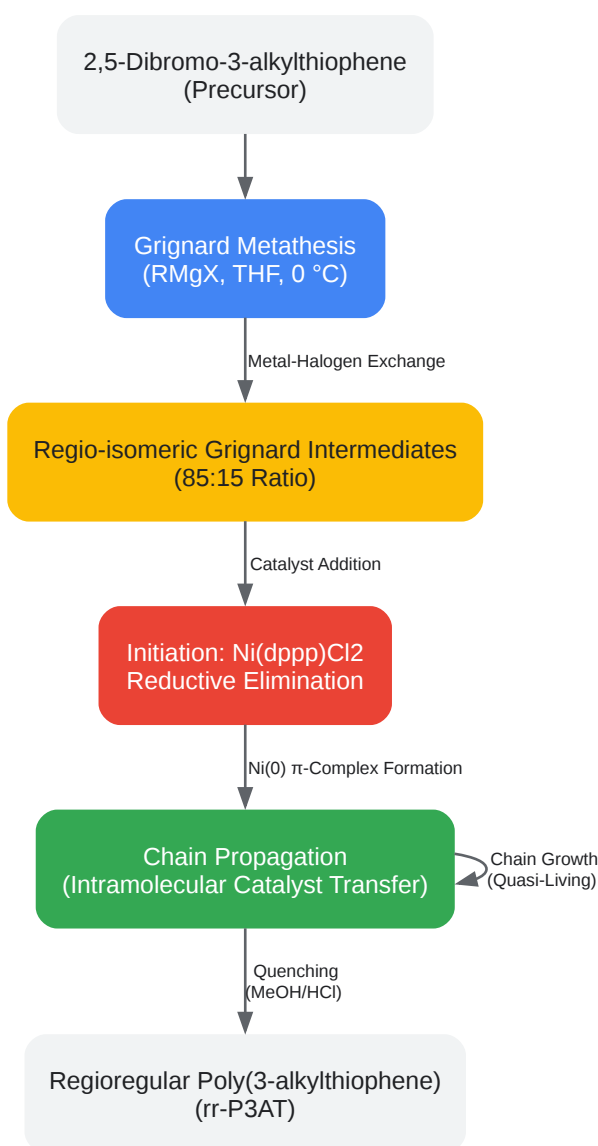 2,5-Dibromo-3-alkylthiophene
(Precursor)
Grignard Metathesis
(RMgX, THF, 0 °C)
Metal-Halogen Exchange
Regio-isomeric Grignard Intermediates
(85:15 Ratio)
Catalyst Addition
Initiation: Ni(dppp)Cl2
Reductive Elimination
Ni(0) π-Complex Formation
Chain Propagation
(Intramolecular Catalyst Transfer)
Chain Growth
(Quasi-Living)
Quenching
(MeOH/HCl)
Regioregular Poly(3-alkylthiophene)
(rr-P3AT)